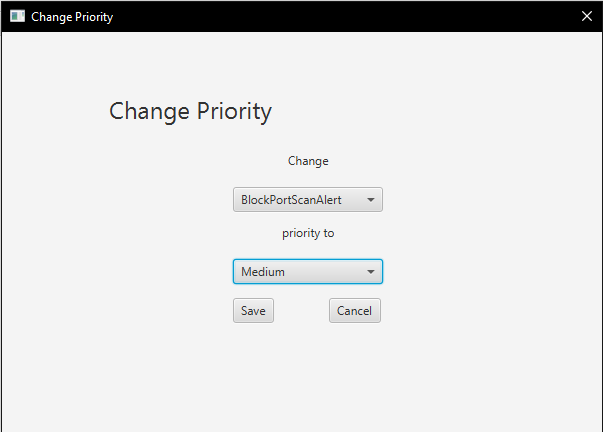 Change Priority
Change Priority
Change
BlockPortScanAlert
priority to
Medium
Save Cancel